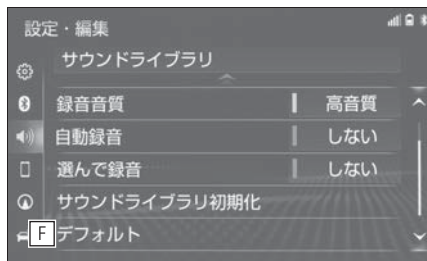 設定・編集
サウンドライブラリ
録音音質 高音質
自動録音 しない
選んで録音 しない
サウンドライブラリ初期化
F デフォルト